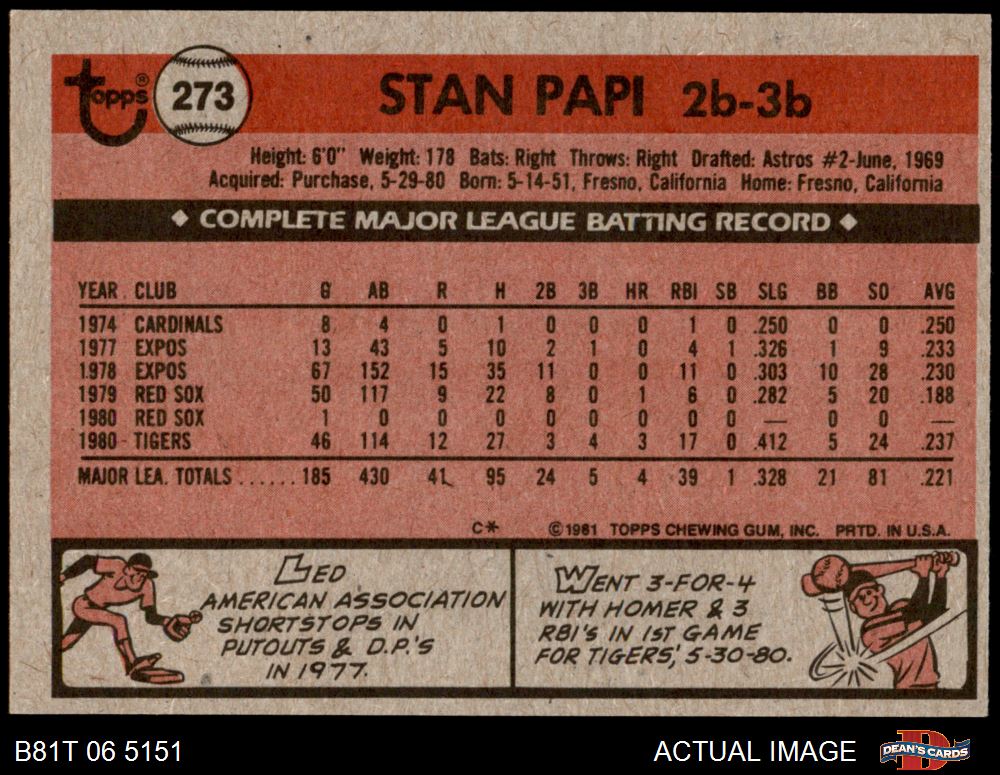 Topps® 273 STAN PAPI 2b-3b
Height: 6'0" Weight: 178 Bats: Right Throws: Right Drafted: Astros #2-June, 1969
Acquired: Purchase, 5-29-80 Born: 5-14-51, Fresno, California Home: Fresno, California
◆ COMPLETE MAJOR LEAGUE BATTING RECORD ◆
YEAR CLUB G AB R H 2B 3B HR RBI SB SLG BB SO AVG
1974 CARDINALS 8 4 0 1 0 0 0 1 0 .250 0 0 .250
1977 EXPOS 13 43 5 10 2 1 0 4 1 .326 1 9 .233
1978 EXPOS 67 152 15 35 11 0 0 11 0 .303 10 28 .230
1979 RED SOX 50 117 9 22 8 0 1 6 0 .282 5 20 .188
1980 RED SOX 1 0 0 0 0 0 0 0 0 — 0 0 —
1980 TIGERS 46 114 12 27 3 4 3 17 0 .412 5 24 .237
MAJOR LEA. TOTALS ...... 185 430 41 95 24 5 4 39 1 .328 21 81 .221
C* ©1981 TOPPS CHEWING GUM, INC. PRTD. IN U.S.A.
LED
AMERICAN ASSOCIATION
SHORTSTOPS IN
PUTOUTS & D.P.'S
IN 1977.
WENT 3-FOR-4
WITH HOMER & 3
RBI'S IN 1ST GAME
FOR TIGERS, 5-30-80.
B81T 06 5151 ACTUAL IMAGE DEAN'S CARDS